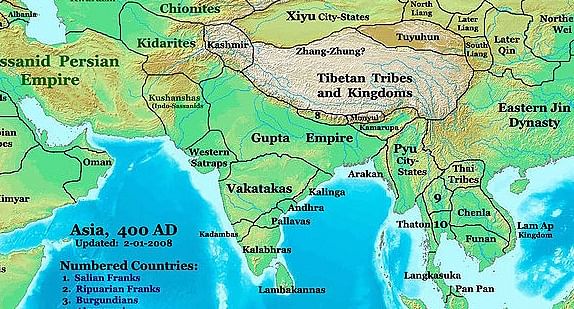 Albania
Chionites
Xiyu City-States
North
Liang
Later
Liang
Northe
Wei
Kidarites
Kashmir
Zhang-Zhung?
Tuyuhun
South
Liang
Later
Qin
ssanid Persian
Empire
Tibetan Tribes
and Kingdoms
Kushanshas
(Indo-Sassanids)
8
Kamarupa
Eastern Jin
Dynasty
Gupta Empire
Pyu
City-
States
Western
Satraps
Oman
Arakan
Thai
Tribes
Vakatakas
Kalinga
9
Andhra
Chenla
Pallavas
Thaton
10
Lam Ap
Kingdom
Kadambas
Funan
Kalabhras
Langkasuka
Pan Pan
Lambakannas
Asia, 400 AD
Updated: 2-01-2008
Numbered Countries:
1. Salian Franks
2. Ripuarian Franks
3. Burgundians